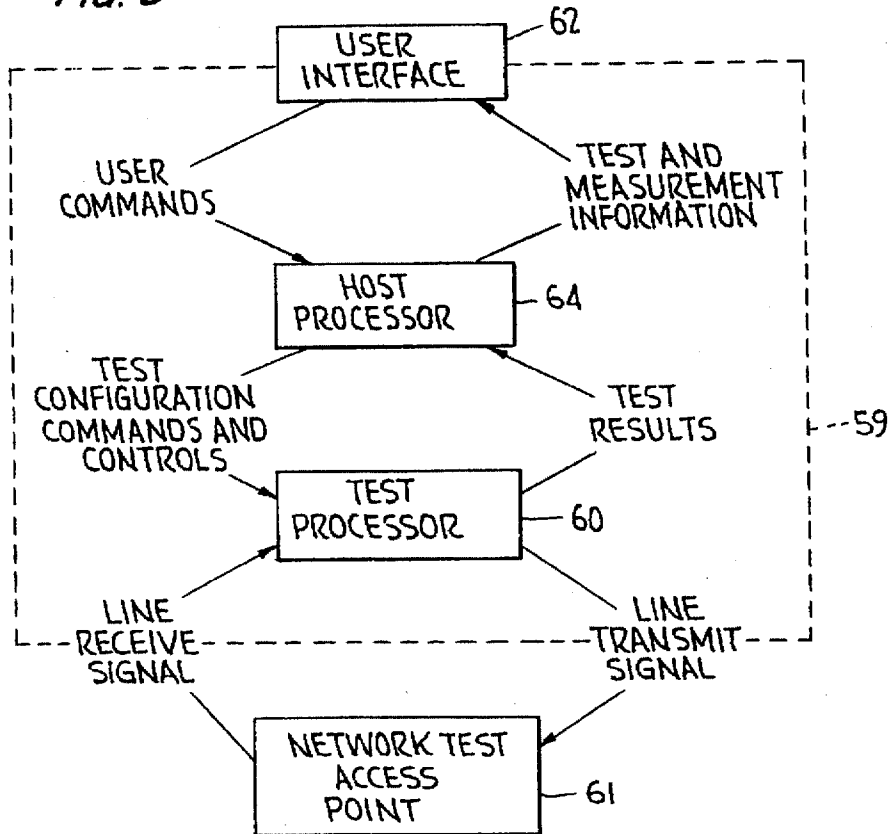 62
USER
INTERFACE
USER
COMMANDS
TEST AND
MEASUREMENT
INFORMATION
HOST
PROCESSOR
64
TEST
CONFIGURATION
COMMANDS AND
CONTROLS
TEST
RESULTS
59
TEST
PROCESSOR
60
LINE
RECEIVE
SIGNAL
LINE
TRANSMIT
SIGNAL
NETWORK TEST
ACCESS
POINT
61